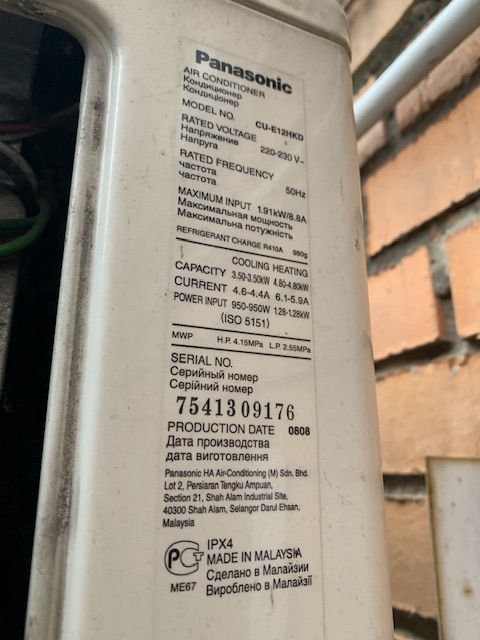 Panasonic
AIR CONDITIONER
Кондиционер
Кондиціонер
MODEL NO. CU-E12HKD
RATED VOLTAGE 220-230 V~
Напряжение
Напруга
RATED FREQUENCY 50Hz
частота
частота
MAXIMUM INPUT 1.91kW/8.8A
Максимальная мощность
Максимальна потужність
REFRIGERANT CHARGE R410A 980g
COOLING HEATING
CAPACITY 3.50-3.50kW 4.80-4.80kW
CURRENT 4.6-4.4A 6.1-5.9A
POWER INPUT 950-950W 1.28-1.28kW
(ISO 5151)
MWP H.P. 4.15MPa L.P. 2.55MPa
SERIAL NO.
Серийный номер
Серійний номер
7541309176
PRODUCTION DATE 0808
Дата производства
дата виготовлення
Panasonic HA Air-Conditioning (M) Sdn. Bhd.
Lot 2, Persiaran Tengku Ampuan,
Section 21, Shah Alam Industrial Site,
40300 Shah Alam, Selangor Darul Ehsan,
Malaysia
IPX4
MADE IN MALAYSIA
Сделано в Малайзии
ME67 Вироблено в Малайзії